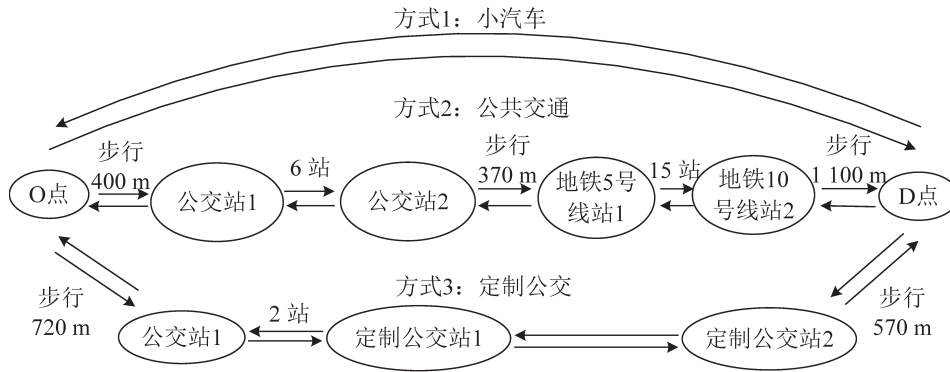 方式1：小汽车
方式2：公共交通
步行
400 m
6 站
步行
370 m
15 站
步行
1 100 m
O点
公交站1
公交站2
地铁5号
线站1
地铁10
号线站2
D点
方式3：定制公交
步行
720 m
2 站
步行
570 m
公交站1
定制公交站1
定制公交站2